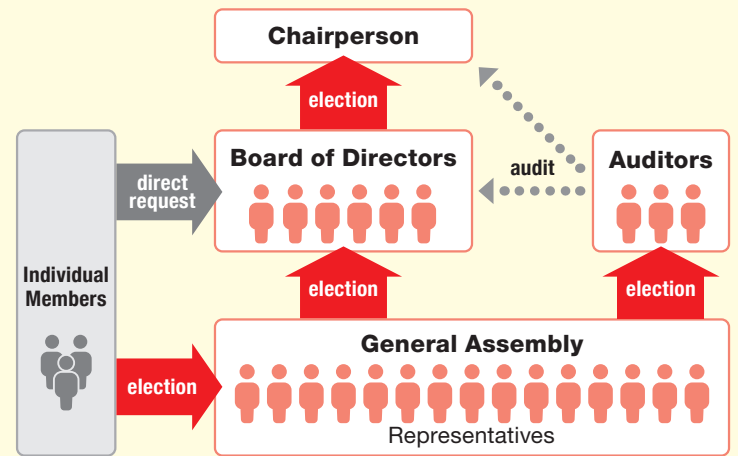 Chairperson
election
Board of Directors
Auditors
audit
direct
request
Individual
Members
election
election
General Assembly
election
Representatives